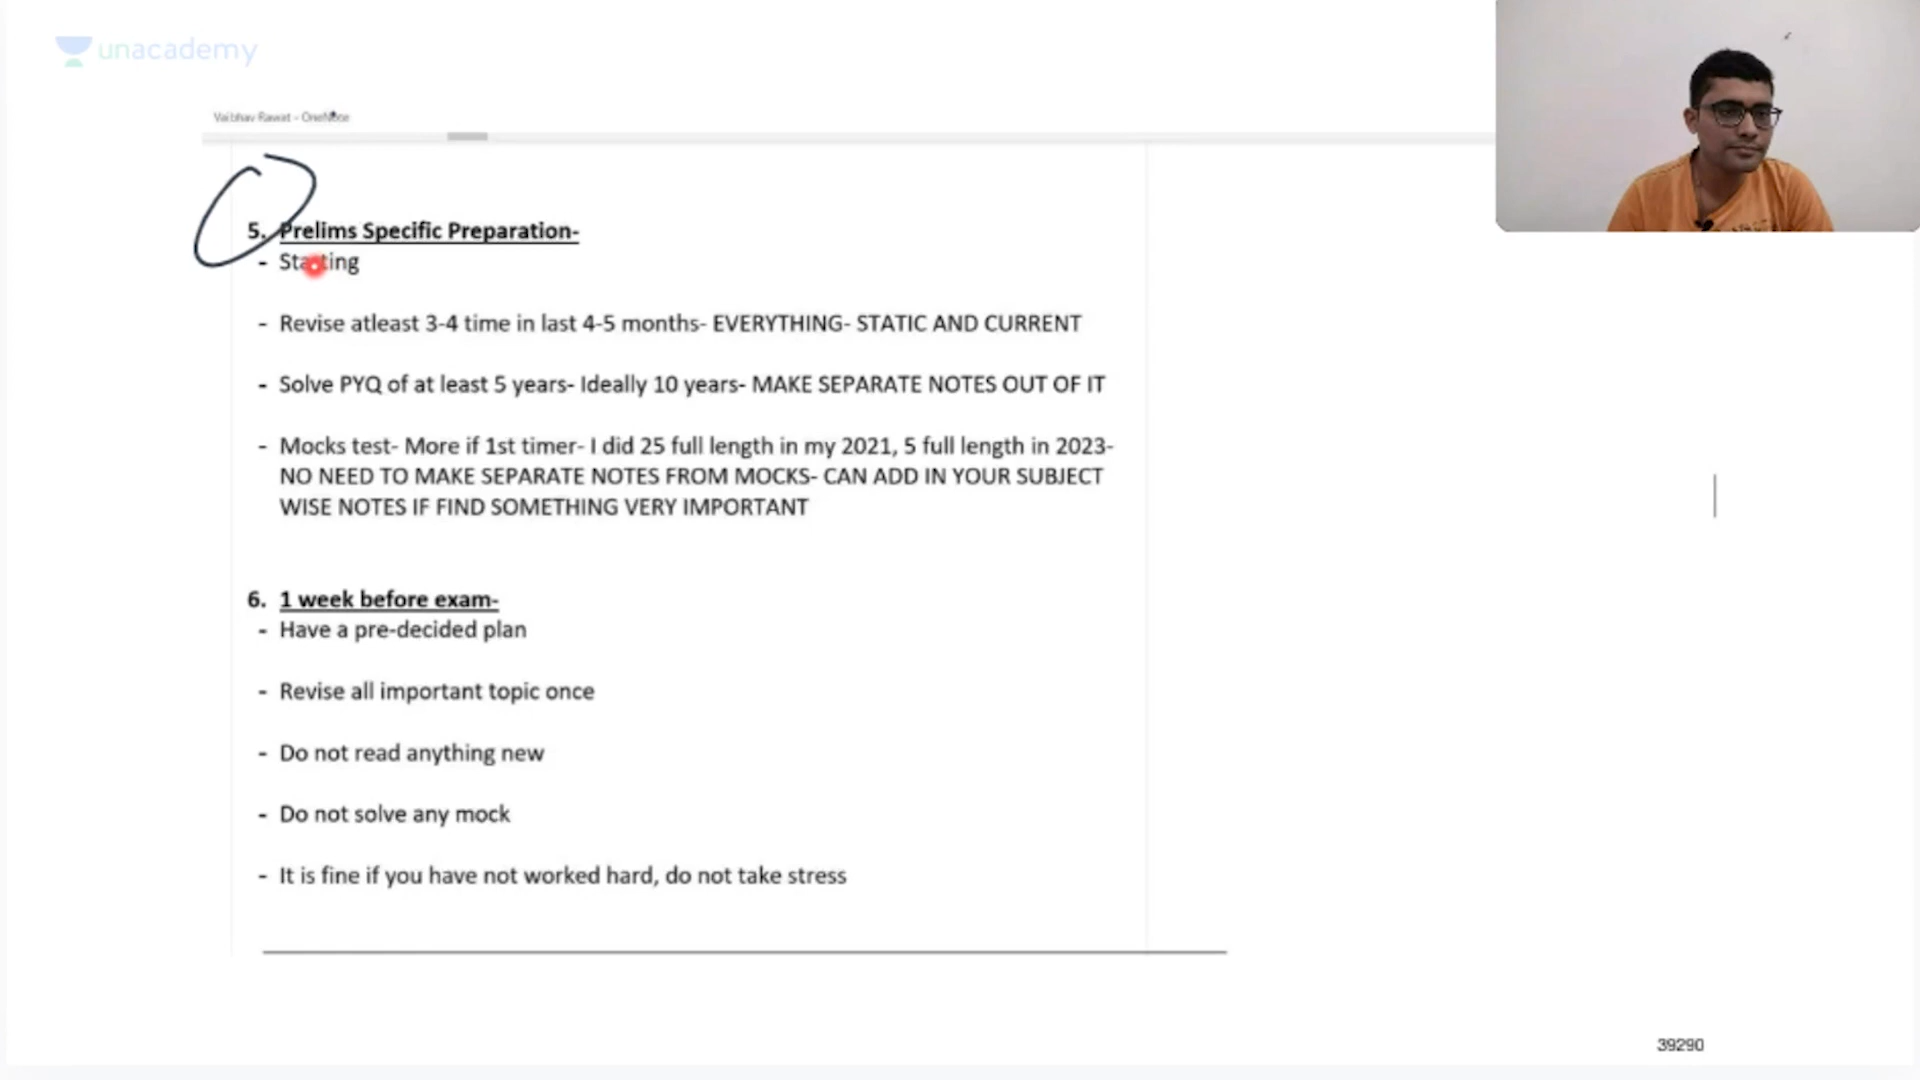 unacademy
Vaibhav Rawat - OneNote
5. Prelims Specific Preparation-
- Starting
- Revise atleast 3-4 time in last 4-5 months- EVERYTHING- STATIC AND CURRENT
- Solve PYQ of at least 5 years- Ideally 10 years- MAKE SEPARATE NOTES OUT OF IT
- Mocks test- More if 1st timer- I did 25 full length in my 2021, 5 full length in 2023-
NO NEED TO MAKE SEPARATE NOTES FROM MOCKS- CAN ADD IN YOUR SUBJECT
WISE NOTES IF FIND SOMETHING VERY IMPORTANT
6. 1 week before exam-
- Have a pre-decided plan
- Revise all important topic once
- Do not read anything new
- Do not solve any mock
- It is fine if you have not worked hard, do not take stress
39290